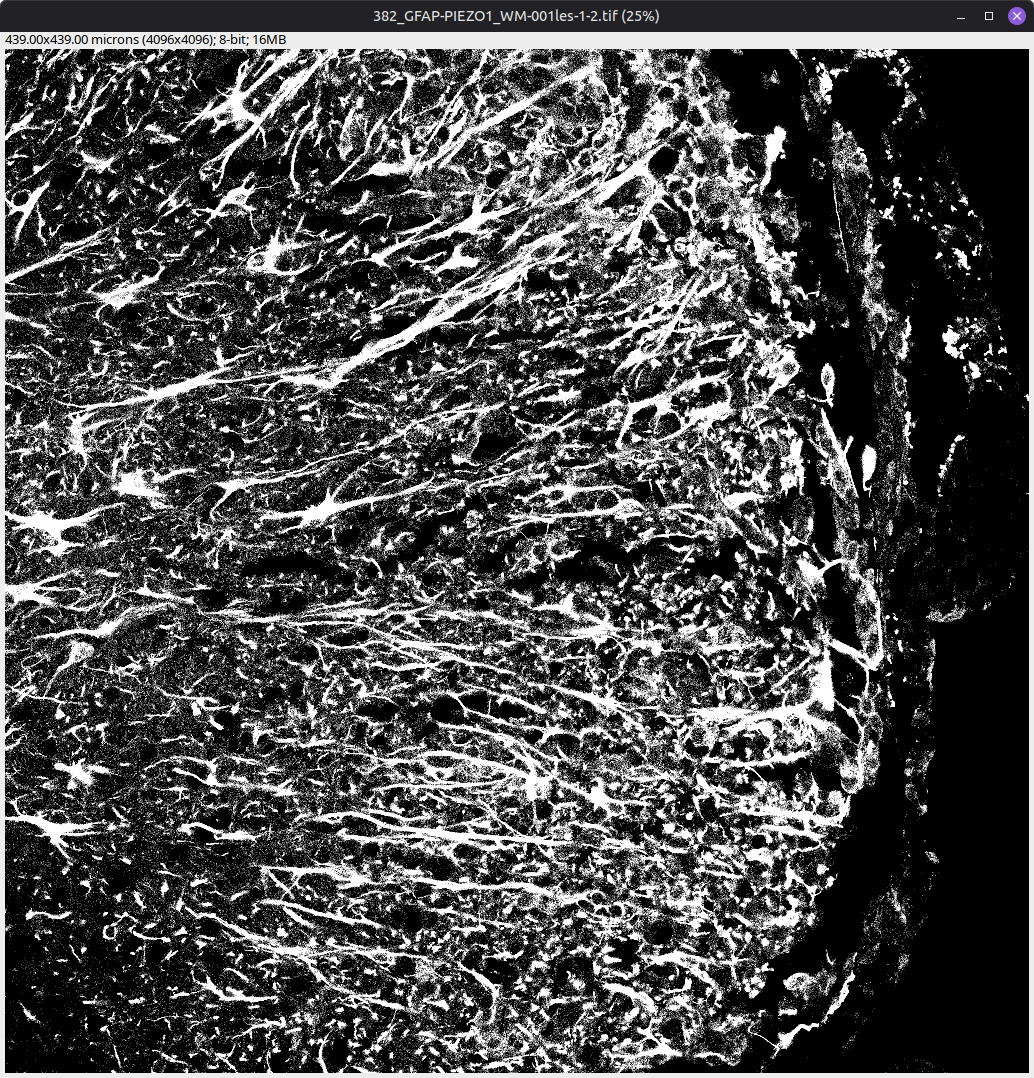 382_GFAP-PIEZO1_WM-001les-1-2.tif (25%)
439.00x439.00 microns (4096x4096); 8-bit; 16MB